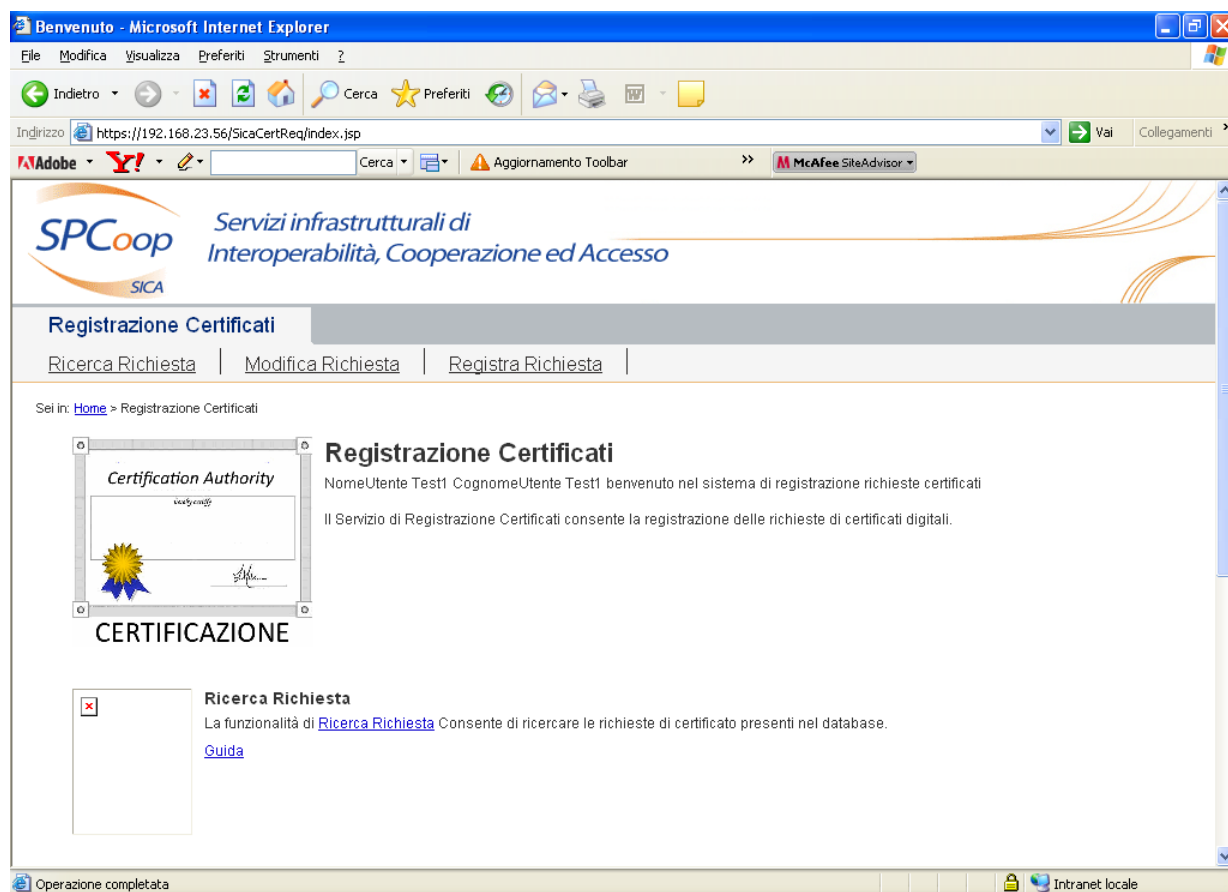 Benvenuto - Microsoft Internet Explorer
File Modifica Visualizza Preferiti Strumenti ?
Indietro Cerca Preferiti
Indirizzo https://192.168.23.56/SicaCertReq/index.jsp Vai Collegamenti »
Adobe Y! Cerca Aggiornamento Toolbar » McAfee SiteAdvisor
SPCoop
SICA
Servizi infrastrutturali di
Interoperabilità, Cooperazione ed Accesso
Registrazione Certificati
Ricerca Richiesta Modifica Richiesta Registra Richiesta
Sei in: Home > Registrazione Certificati
Certification Authority
CERTIFICAZIONE
Registrazione Certificati
NomeUtente Test1 CognomeUtente Test1 benvenuto nel sistema di registrazione richieste certificati
Il Servizio di Registrazione Certificati consente la registrazione delle richieste di certificati digitali.
Ricerca Richiesta
La funzionalità di Ricerca Richiesta Consente di ricercare le richieste di certificato presenti nel database.
Guida
Operazione completata Intranet locale